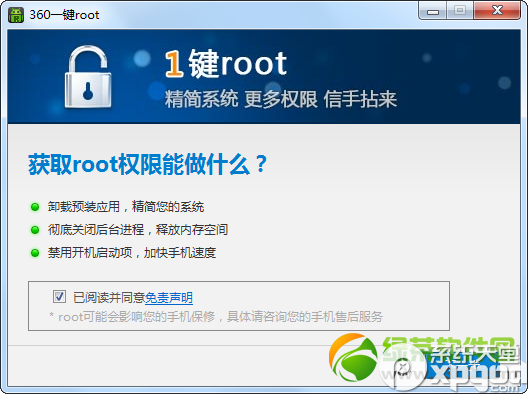 360一键root
1键root
精简系统 更多权限 信手拈来
获取root权限能做什么？
卸载预装应用，精简您的系统
彻底关闭后台进程，释放内存空间
禁用开机启动项，加快手机速度
已阅读并同意免责声明
* root可能会影响您的手机保修，具体请咨询您的手机售后服务
绿茶软件园
系统天堂